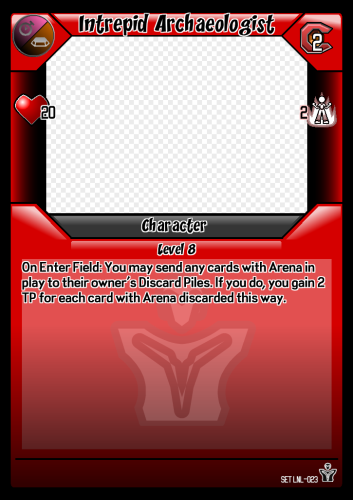 Intrepid Archaeologist
2
20
2
Character
Level 8
On Enter Field: You may send any cards with Arena in
play to their owner's Discard Piles. If you do, you gain 2
TP for each card with Arena discarded this way.
SET LNL-023